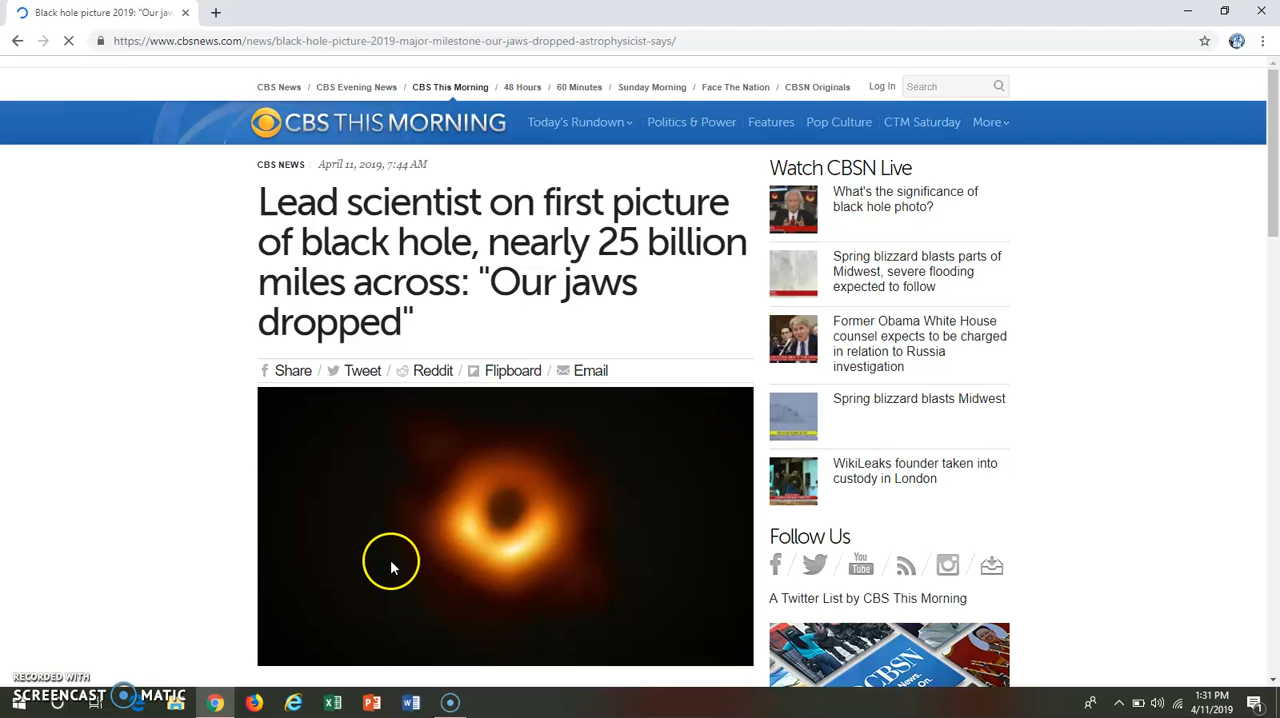 Black hole picture 2019: "Our jaw
https://www.cbsnews.com/news/black-hole-picture-2019-major-milestone-our-jaws-dropped-astrophysicist-says/
CBS News / CBS Evening News / CBS This Morning / 48 Hours / 60 Minutes / Sunday Morning / Face The Nation / CBSN Originals
Log In
Search
CBS THIS MORNING
Today's Rundown
Politics & Power
Features
Pop Culture
CTM Saturday
More
CBS NEWS
April 11, 2019, 7:44 AM
Lead scientist on first picture
of black hole, nearly 25 billion
miles across: "Our jaws
dropped"
Share / Tweet / Reddit / Flipboard / Email
Watch CBSN Live
What's the significance of
black hole photo?
Spring blizzard blasts parts of
Midwest, severe flooding
expected to follow
Former Obama White House
counsel expects to be charged
in relation to Russia
investigation
Spring blizzard blasts Midwest
WikiLeaks founder taken into
custody in London
Follow Us
You
Tube
A Twitter List by CBS This Morning
CBSN
RECORDED WITH
SCREENCAST MATIC
1:31 PM
4/11/2019